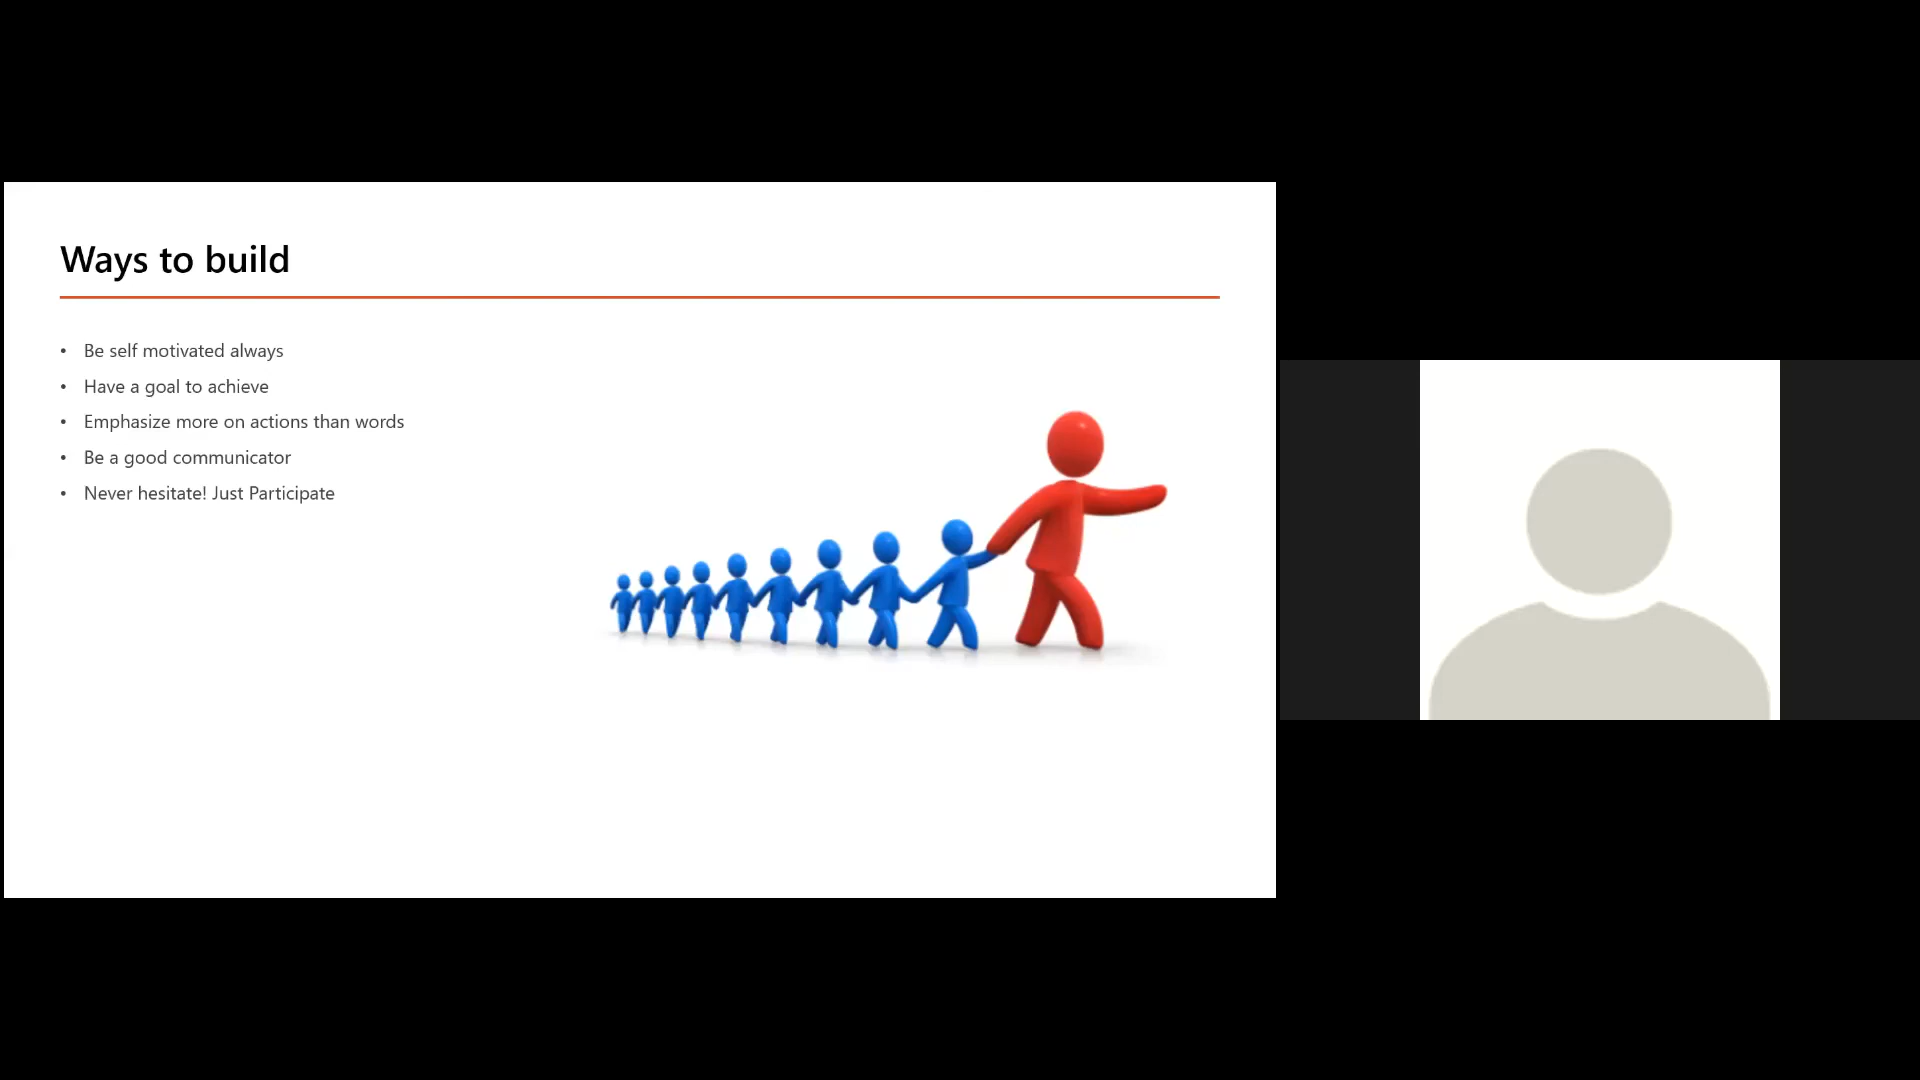 Ways to build
• Be self motivated always
• Have a goal to achieve
• Emphasize more on actions than words
• Be a good communicator
• Never hesitate! Just Participate